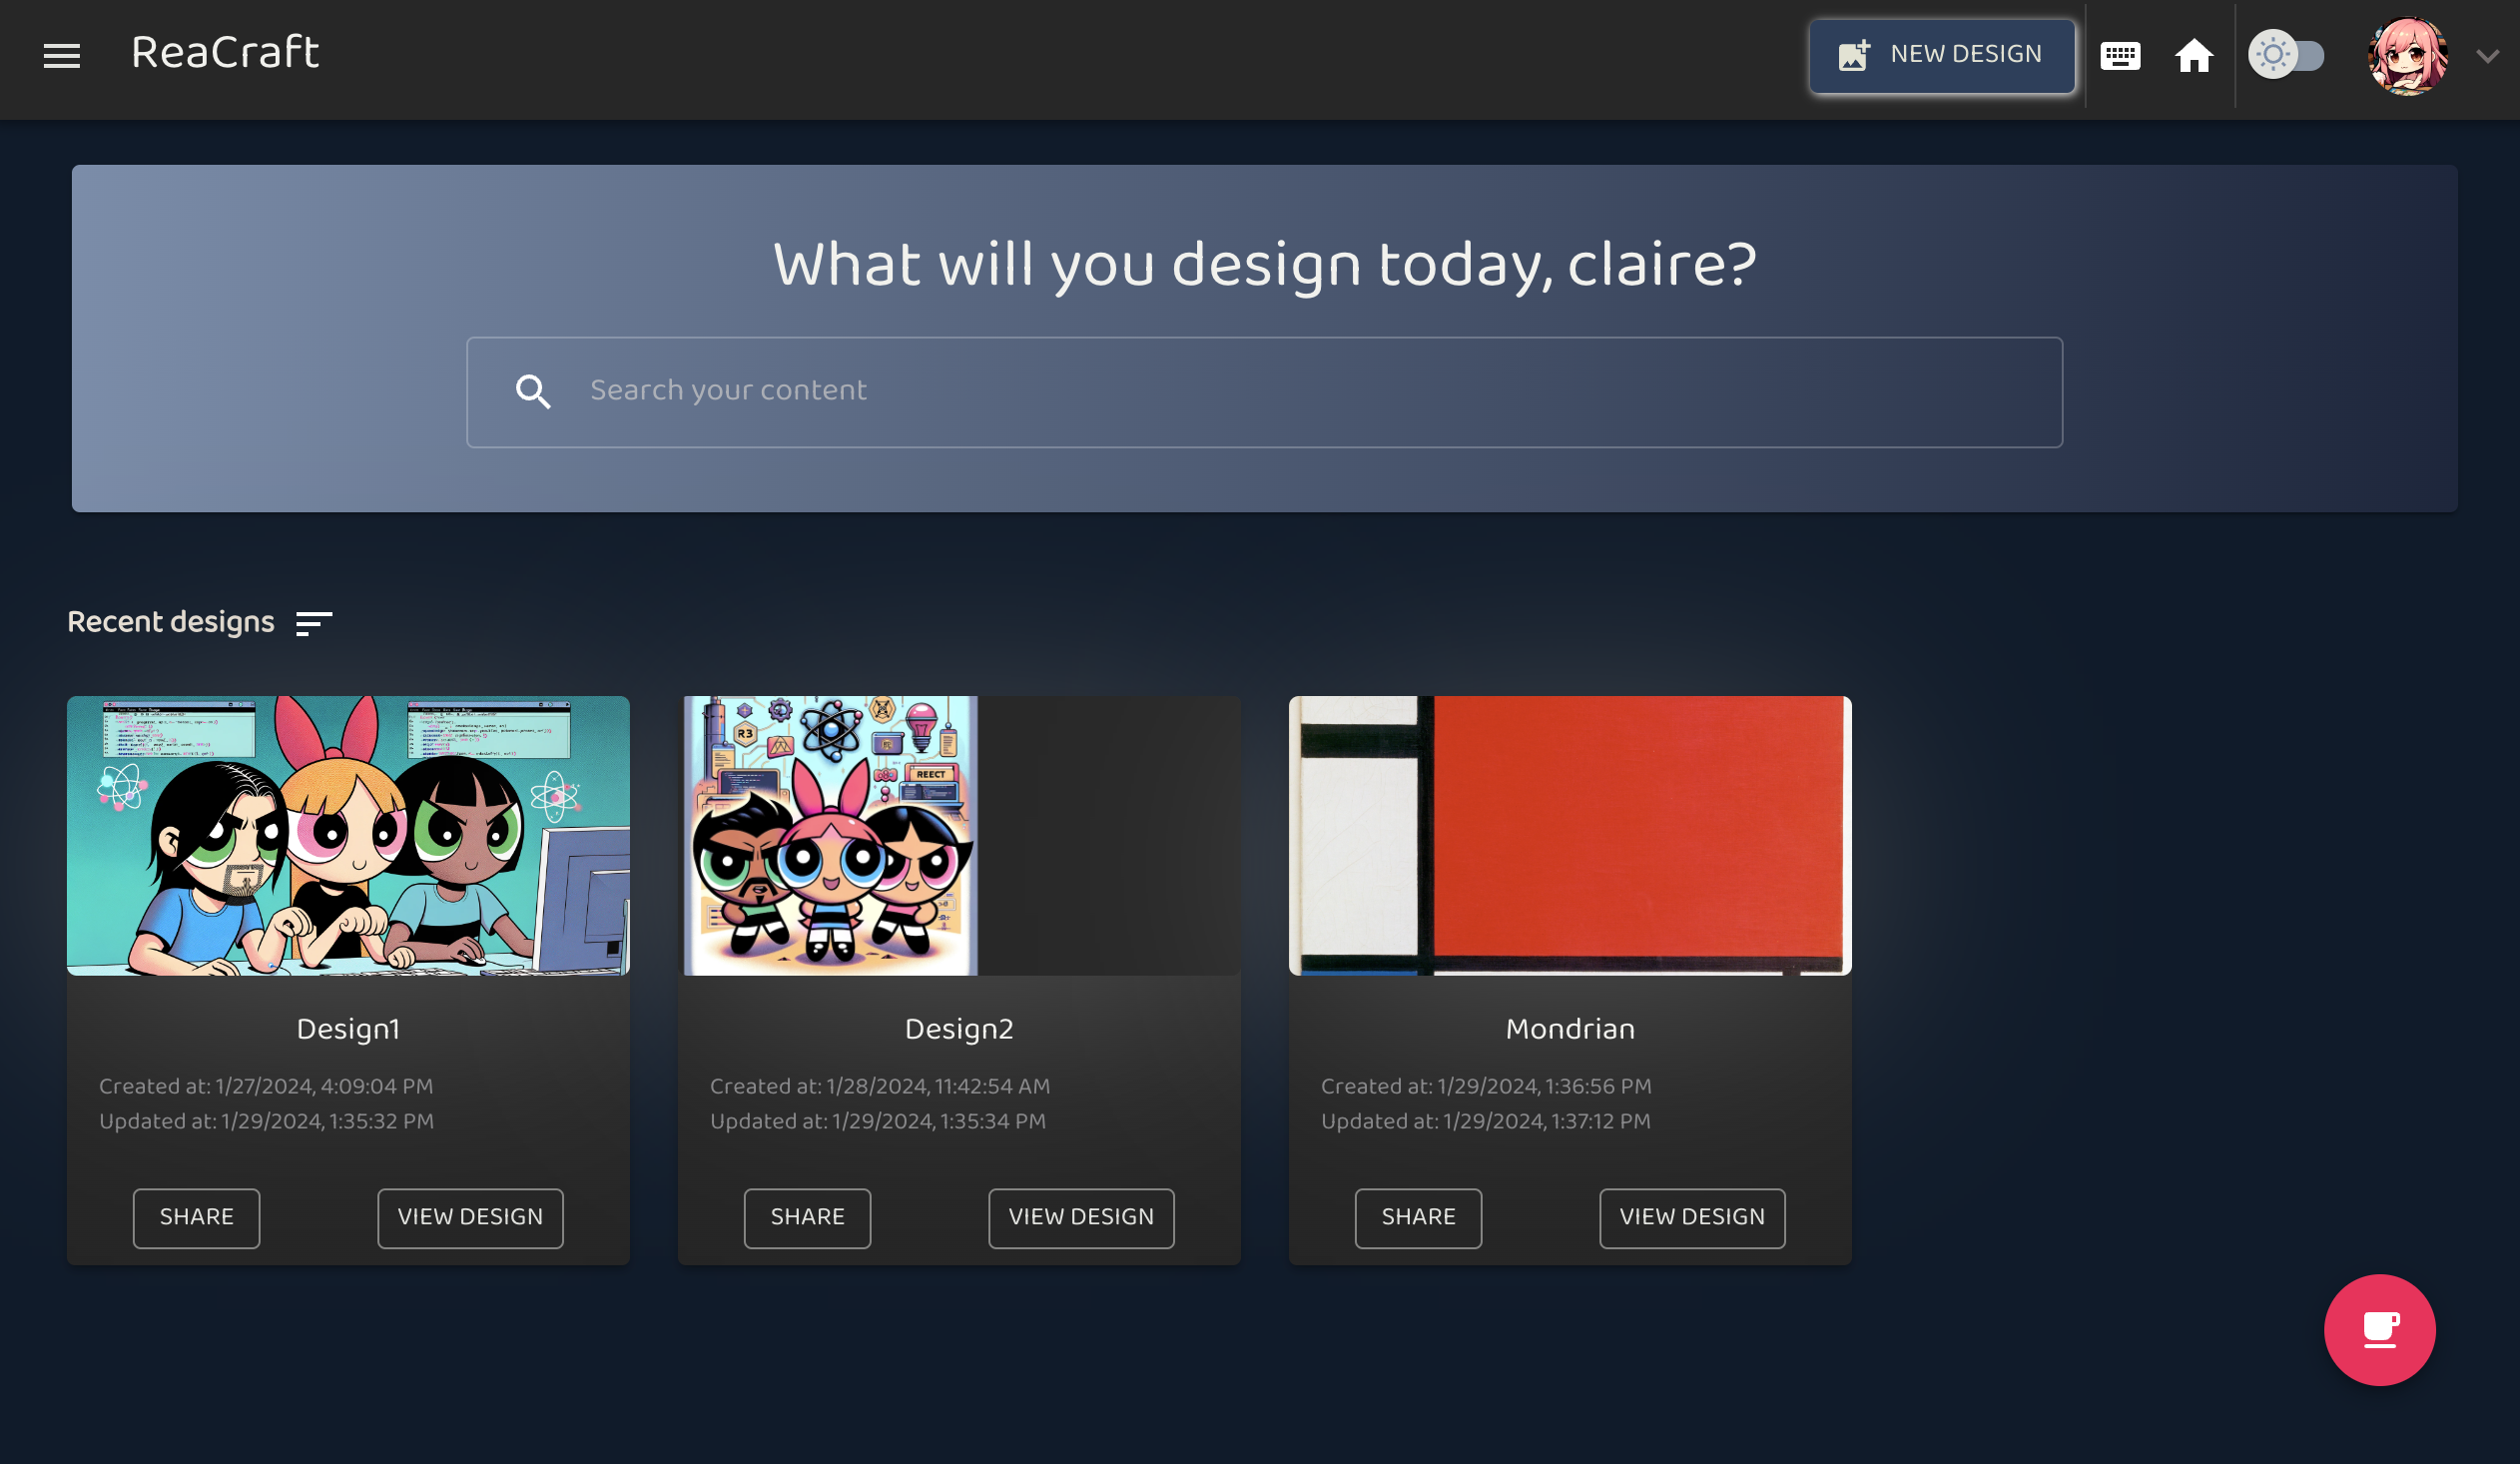 ReaCraft
NEW DESIGN
What will you design today, claire?
Search your content
Recent designs
R3
REECT
Design1
Created at: 1/27/2024, 4:09:04 PM
Updated at: 1/29/2024, 1:35:32 PM
SHARE
VIEW DESIGN
Design2
Created at: 1/28/2024, 11:42:54 AM
Updated at: 1/29/2024, 1:35:34 PM
SHARE
VIEW DESIGN
Mondrian
Created at: 1/29/2024, 1:36:56 PM
Updated at: 1/29/2024, 1:37:12 PM
SHARE
VIEW DESIGN